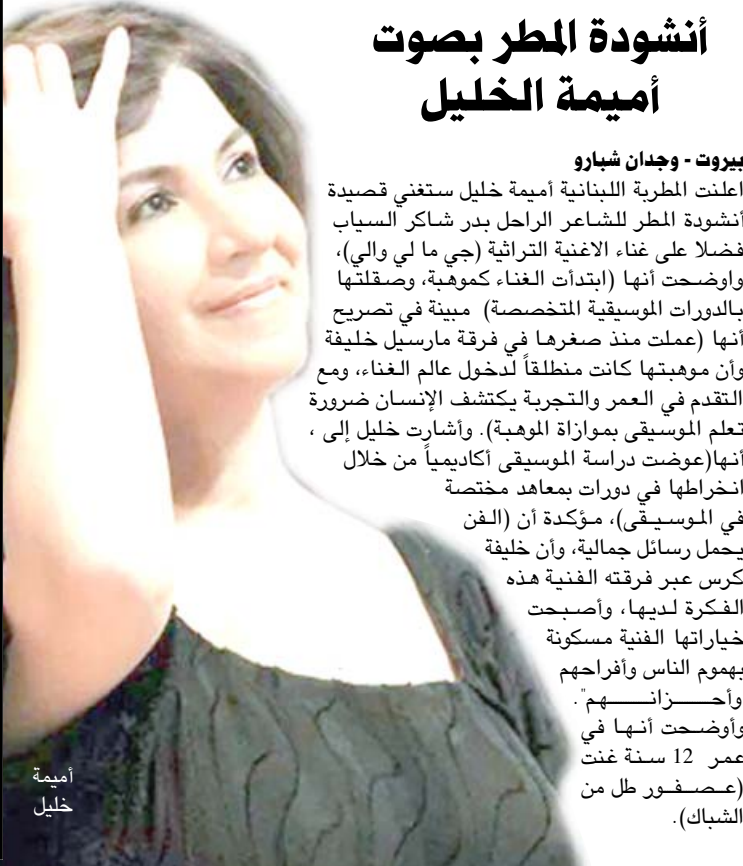 أنشودة المطر بصوت
أميمة الخليل
بيروت - وجدان شبارو
اعلنت المطربة اللبنانية أميمة خليل ستغني قصيدة
أنشودة المطر للشاعر الراحل بدر شاكر السياب
فضلا على غناء الاغنية التراثية (جي ما لي والي)،
واوضحت أنها (ابتدأت الغناء كموهبة، وصقلتها
بالدورات الموسيقية المتخصصة) مبينة في تصريح
أنها (عملت منذ صغرها في فرقة مارسيل خليفة
وأن موهبتها كانت منطلقاً لدخول عالم الغناء، ومع
التقدم في العمر والتجربة يكتشف الإنسان ضرورة
تعلم الموسيقى بموازاة الموهبة). وأشارت خليل إلى ،
أنها(عوضت دراسة الموسيقى أكاديمياً من خلال
انخراطها في دورات بمعاهد مختصة
في الموسيقى)، مؤكدة أن (الفن
يحمل رسائل جمالية، وأن خليفة
كرس عبر فرقته الفنية هذه
الفكرة لديها، وأصبحت
خياراتها الفنية مسكونة
بهموم الناس وأفراحهم
وأحـــزانـــهم".
وأوضحت أنها في
عمر 12 سنة غنت
(عـصـفـور طل من
الشباك).
أميمة
خليل